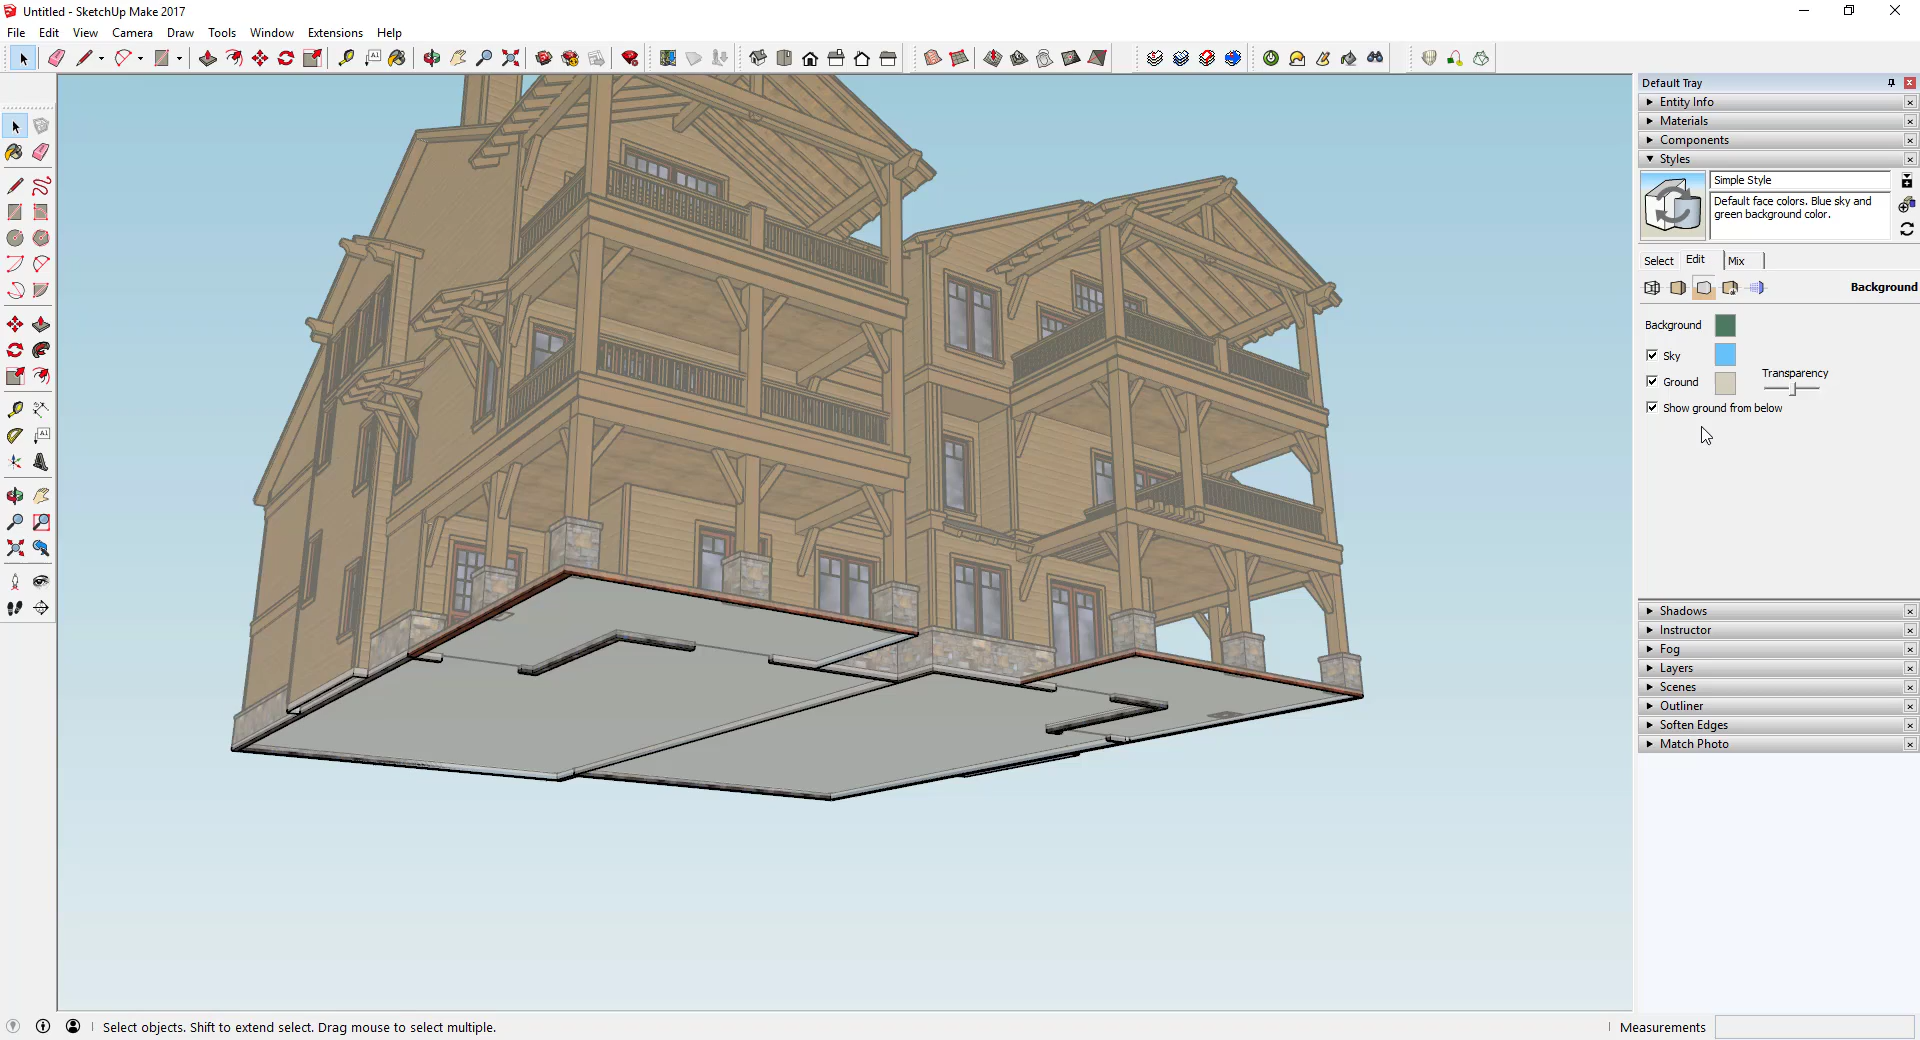 Untitled - SketchUp Make 2017
File Edit View Camera Draw Tools Window Extensions Help
Default Tray
Entity Info
Materials
Components
Styles
Simple Style
Default face colors. Blue sky and
green background color.
Select Edit Mix
Background
Background
Sky
Transparency
Ground
Show ground from below
Shadows
Instructor
Fog
Layers
Scenes
Outliner
Soften Edges
Match Photo
Select objects. Shift to extend select. Drag mouse to select multiple.
Measurements